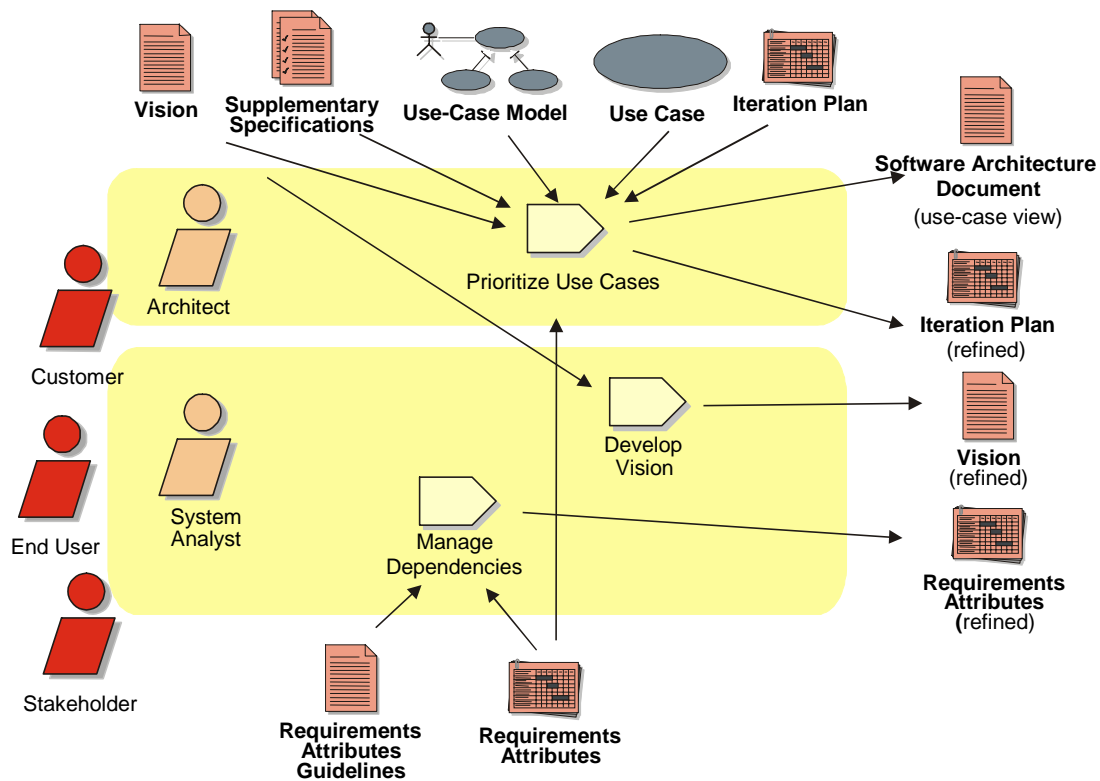 Vision
Supplementary
Specifications
Use-Case Model
Use Case
Iteration Plan
Software Architecture
Document
(use-case view)
Architect
Prioritize Use Cases
Customer
Iteration Plan
(refined)
Develop
Vision
Vision
(refined)
System
Analyst
End User
Manage
Dependencies
Requirements
Attributes
(refined)
Stakeholder
Requirements
Attributes
Guidelines
Requirements
Attributes